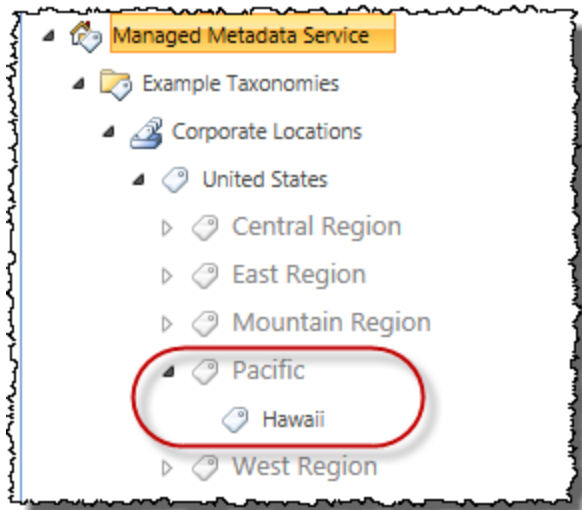 Managed Metadata Service
Example Taxonomies
Corporate Locations
United States
Central Region
East Region
Mountain Region
Pacific
Hawaii
West Region